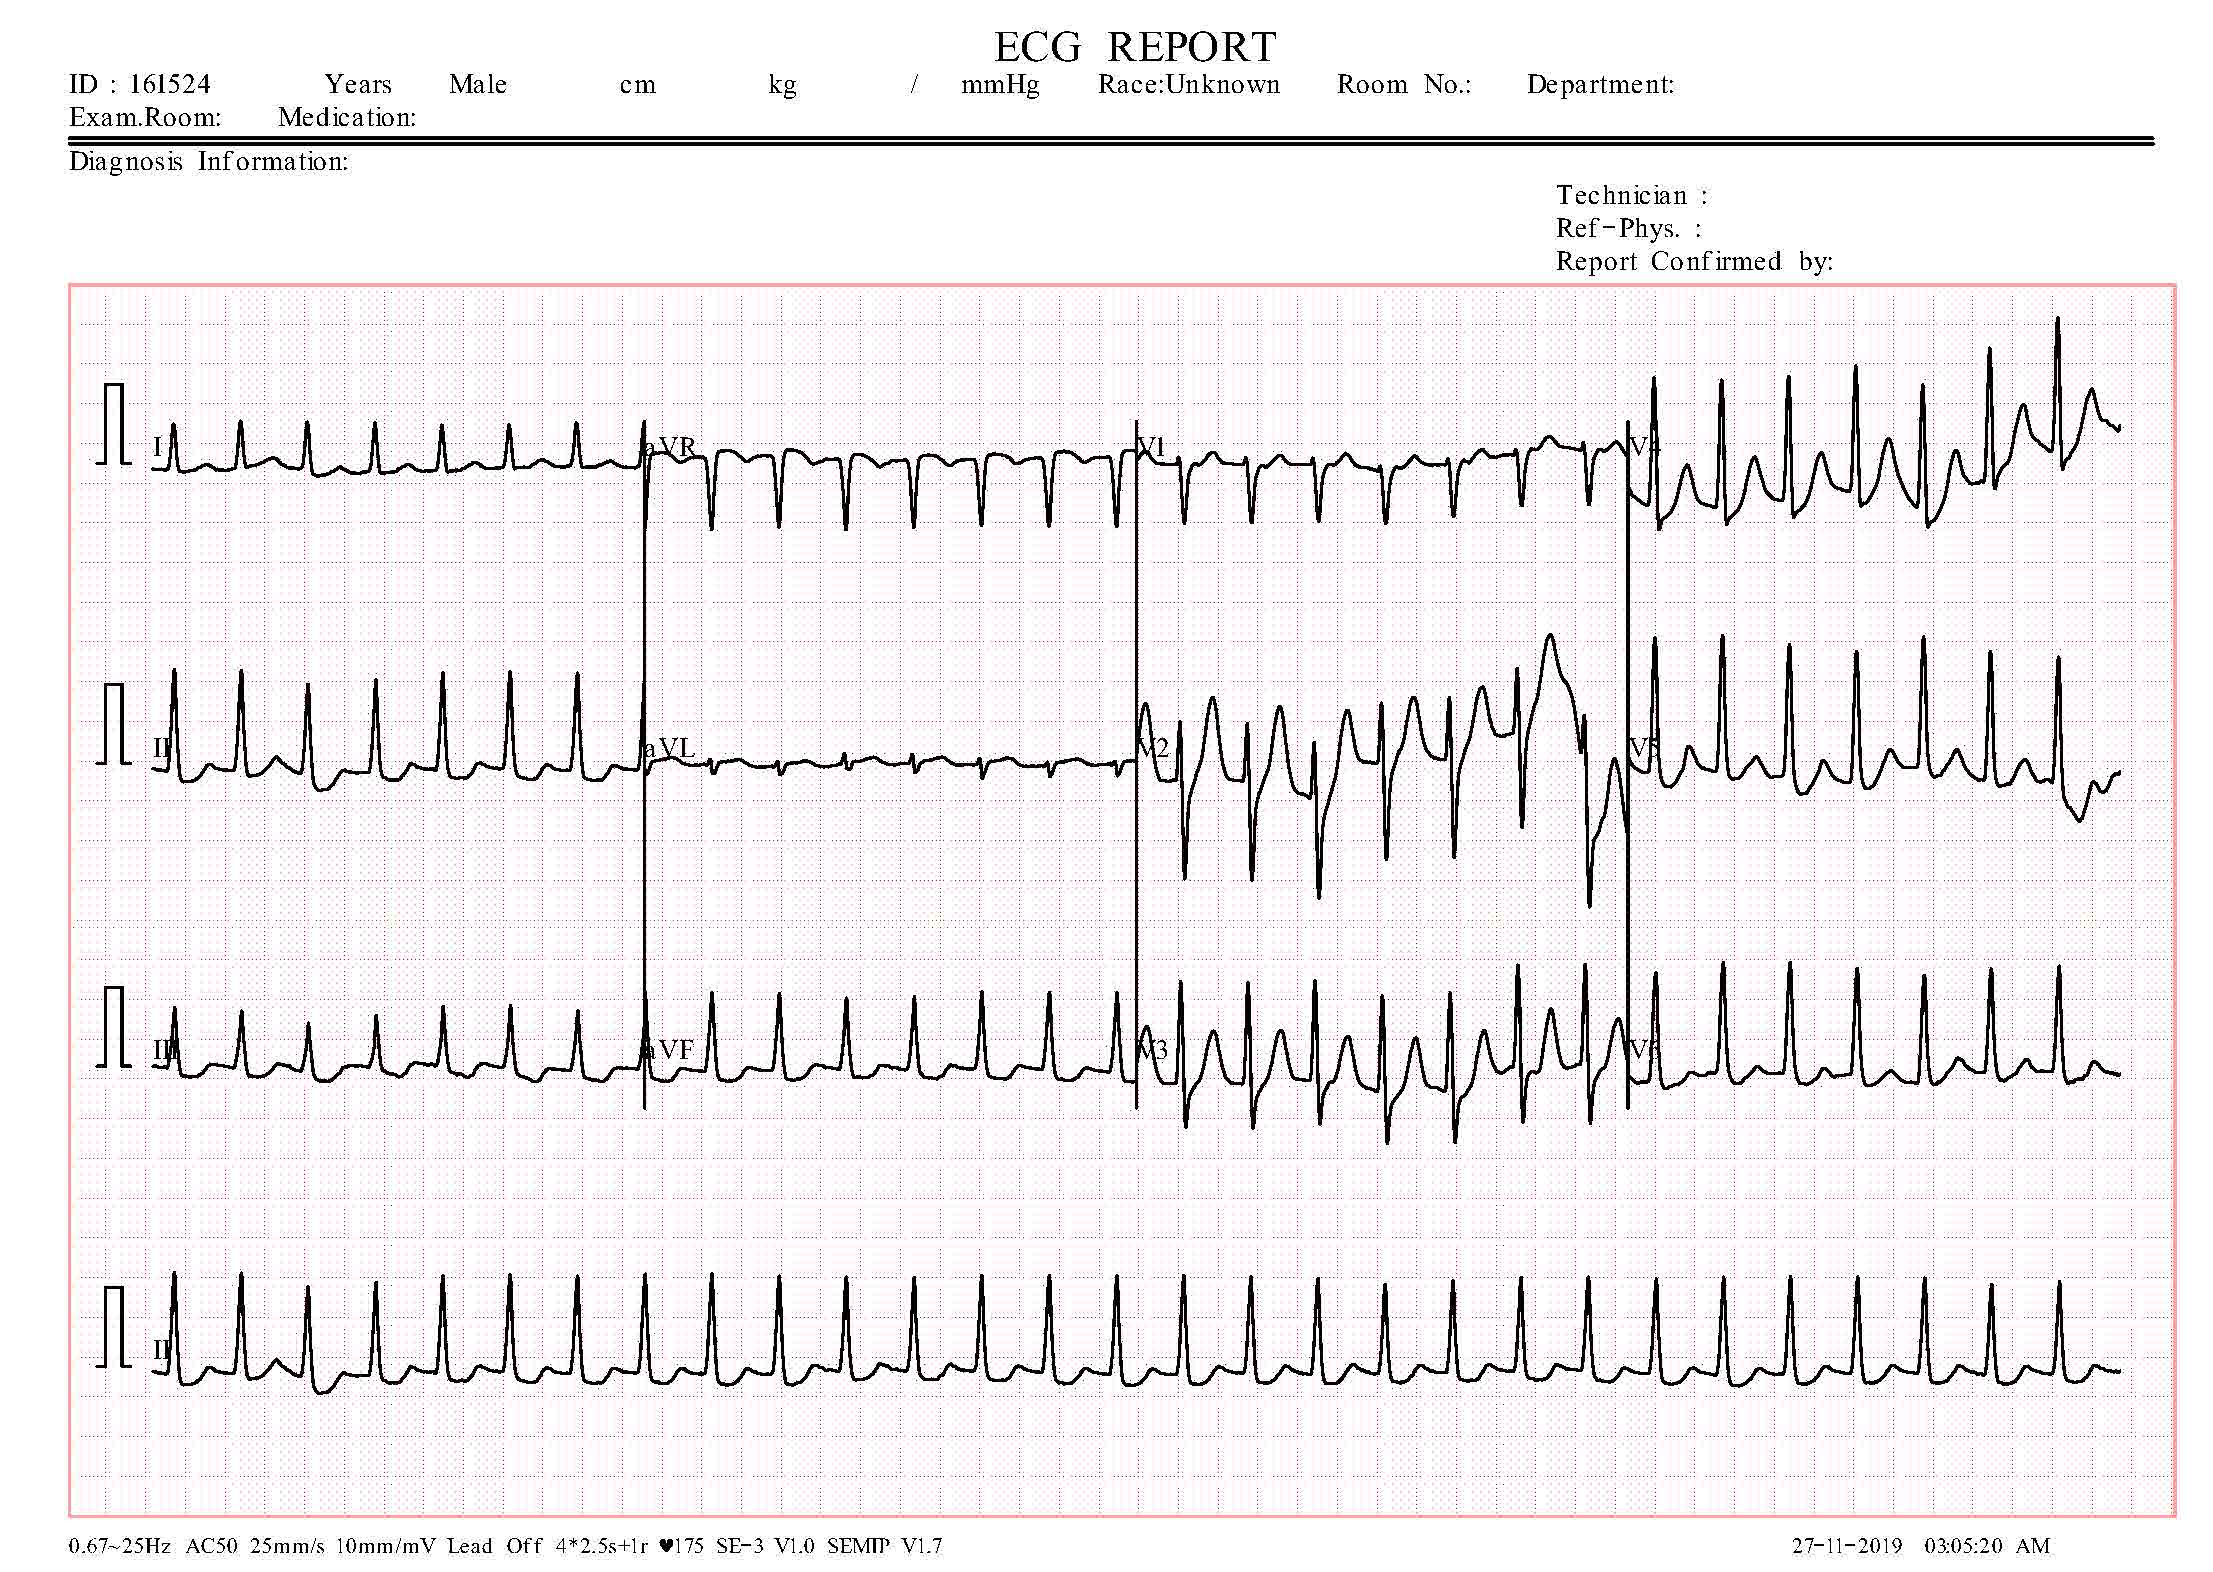 ECG REPORT
ID : 161524 Years Male cm kg / mmHg Race:Unknown Room No.: Department:
Exam.Room: Medication:
Diagnosis Information:
Technician :
Ref-Phys. :
Report Confirmed by:
I aVR V1 V4
II aVL V2 V5
III aVF V3
II
0.67~25Hz AC50 25mm/s 10mm/mV Lead Off 4*2.5s+1r ♥175 SE-3 V1.0 SEMIP V1.7 27-11-2019 03:05:20 AM